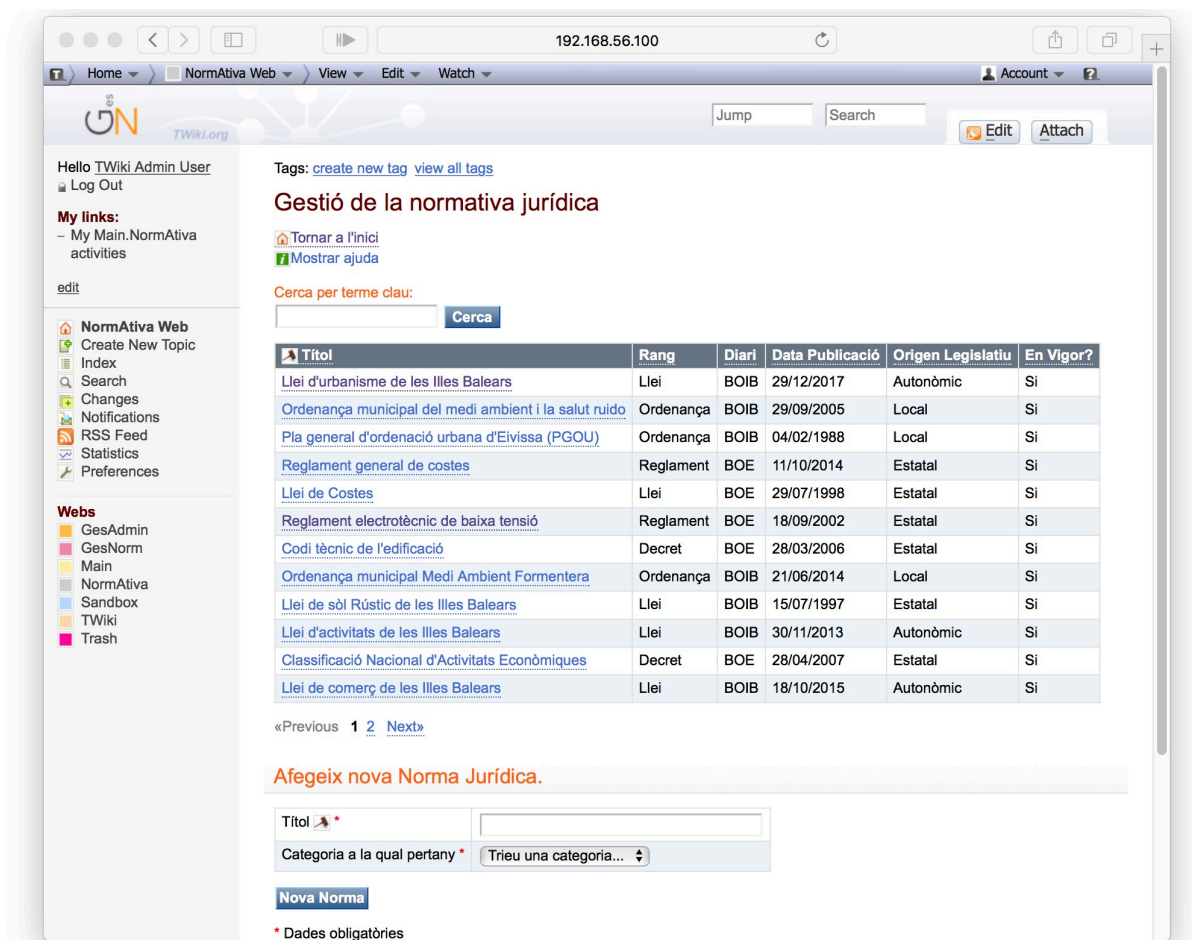 192.168.56.100
Home NormAtiva Web View Edit Watch Account
es
GN
TWiki.org
Jump Search
Edit Attach
Hello TWiki Admin User
Log Out
My links:
– My Main.NormAtiva
activities
edit
NormAtiva Web
Create New Topic
Index
Search
Changes
Notifications
RSS Feed
Statistics
Preferences
Webs
GesAdmin
GesNorm
Main
NormAtiva
Sandbox
TWiki
Trash
Tags: create new tag view all tags
Gestió de la normativa jurídica
Tornar a l'inici
Mostrar ajuda
Cerca per terme clau:
Cerca
Títol Rang Diari Data Publicació Origen Legislatiu En Vigor?
Llei d'urbanisme de les Illes Balears Llei BOIB 29/12/2017 Autonòmic Si
Ordenança municipal del medi ambient i la salut ruido Ordenança BOIB 29/09/2005 Local Si
Pla general d'ordenació urbana d'Eivissa (PGOU) Ordenança BOIB 04/02/1988 Local Si
Reglament general de costes Reglament BOE 11/10/2014 Estatal Si
Llei de Costes Llei BOE 29/07/1998 Estatal Si
Reglament electrotècnic de baixa tensió Reglament BOE 18/09/2002 Estatal Si
Codi tècnic de l'edificació Decret BOE 28/03/2006 Estatal Si
Ordenança municipal Medi Ambient Formentera Ordenança BOIB 21/06/2014 Local Si
Llei de sòl Rústic de les Illes Balears Llei BOIB 15/07/1997 Estatal Si
Llei d'activitats de les Illes Balears Llei BOIB 30/11/2013 Autonòmic Si
Classificació Nacional d'Activitats Econòmiques Decret BOE 28/04/2007 Estatal Si
Llei de comerç de les Illes Balears Llei BOIB 18/10/2015 Autonòmic Si
«Previous 1 2 Next»
Afegeix nova Norma Jurídica.
Títol *
Categoria a la qual pertany * Trieu una categoria...
Nova Norma
* Dades obligatòries